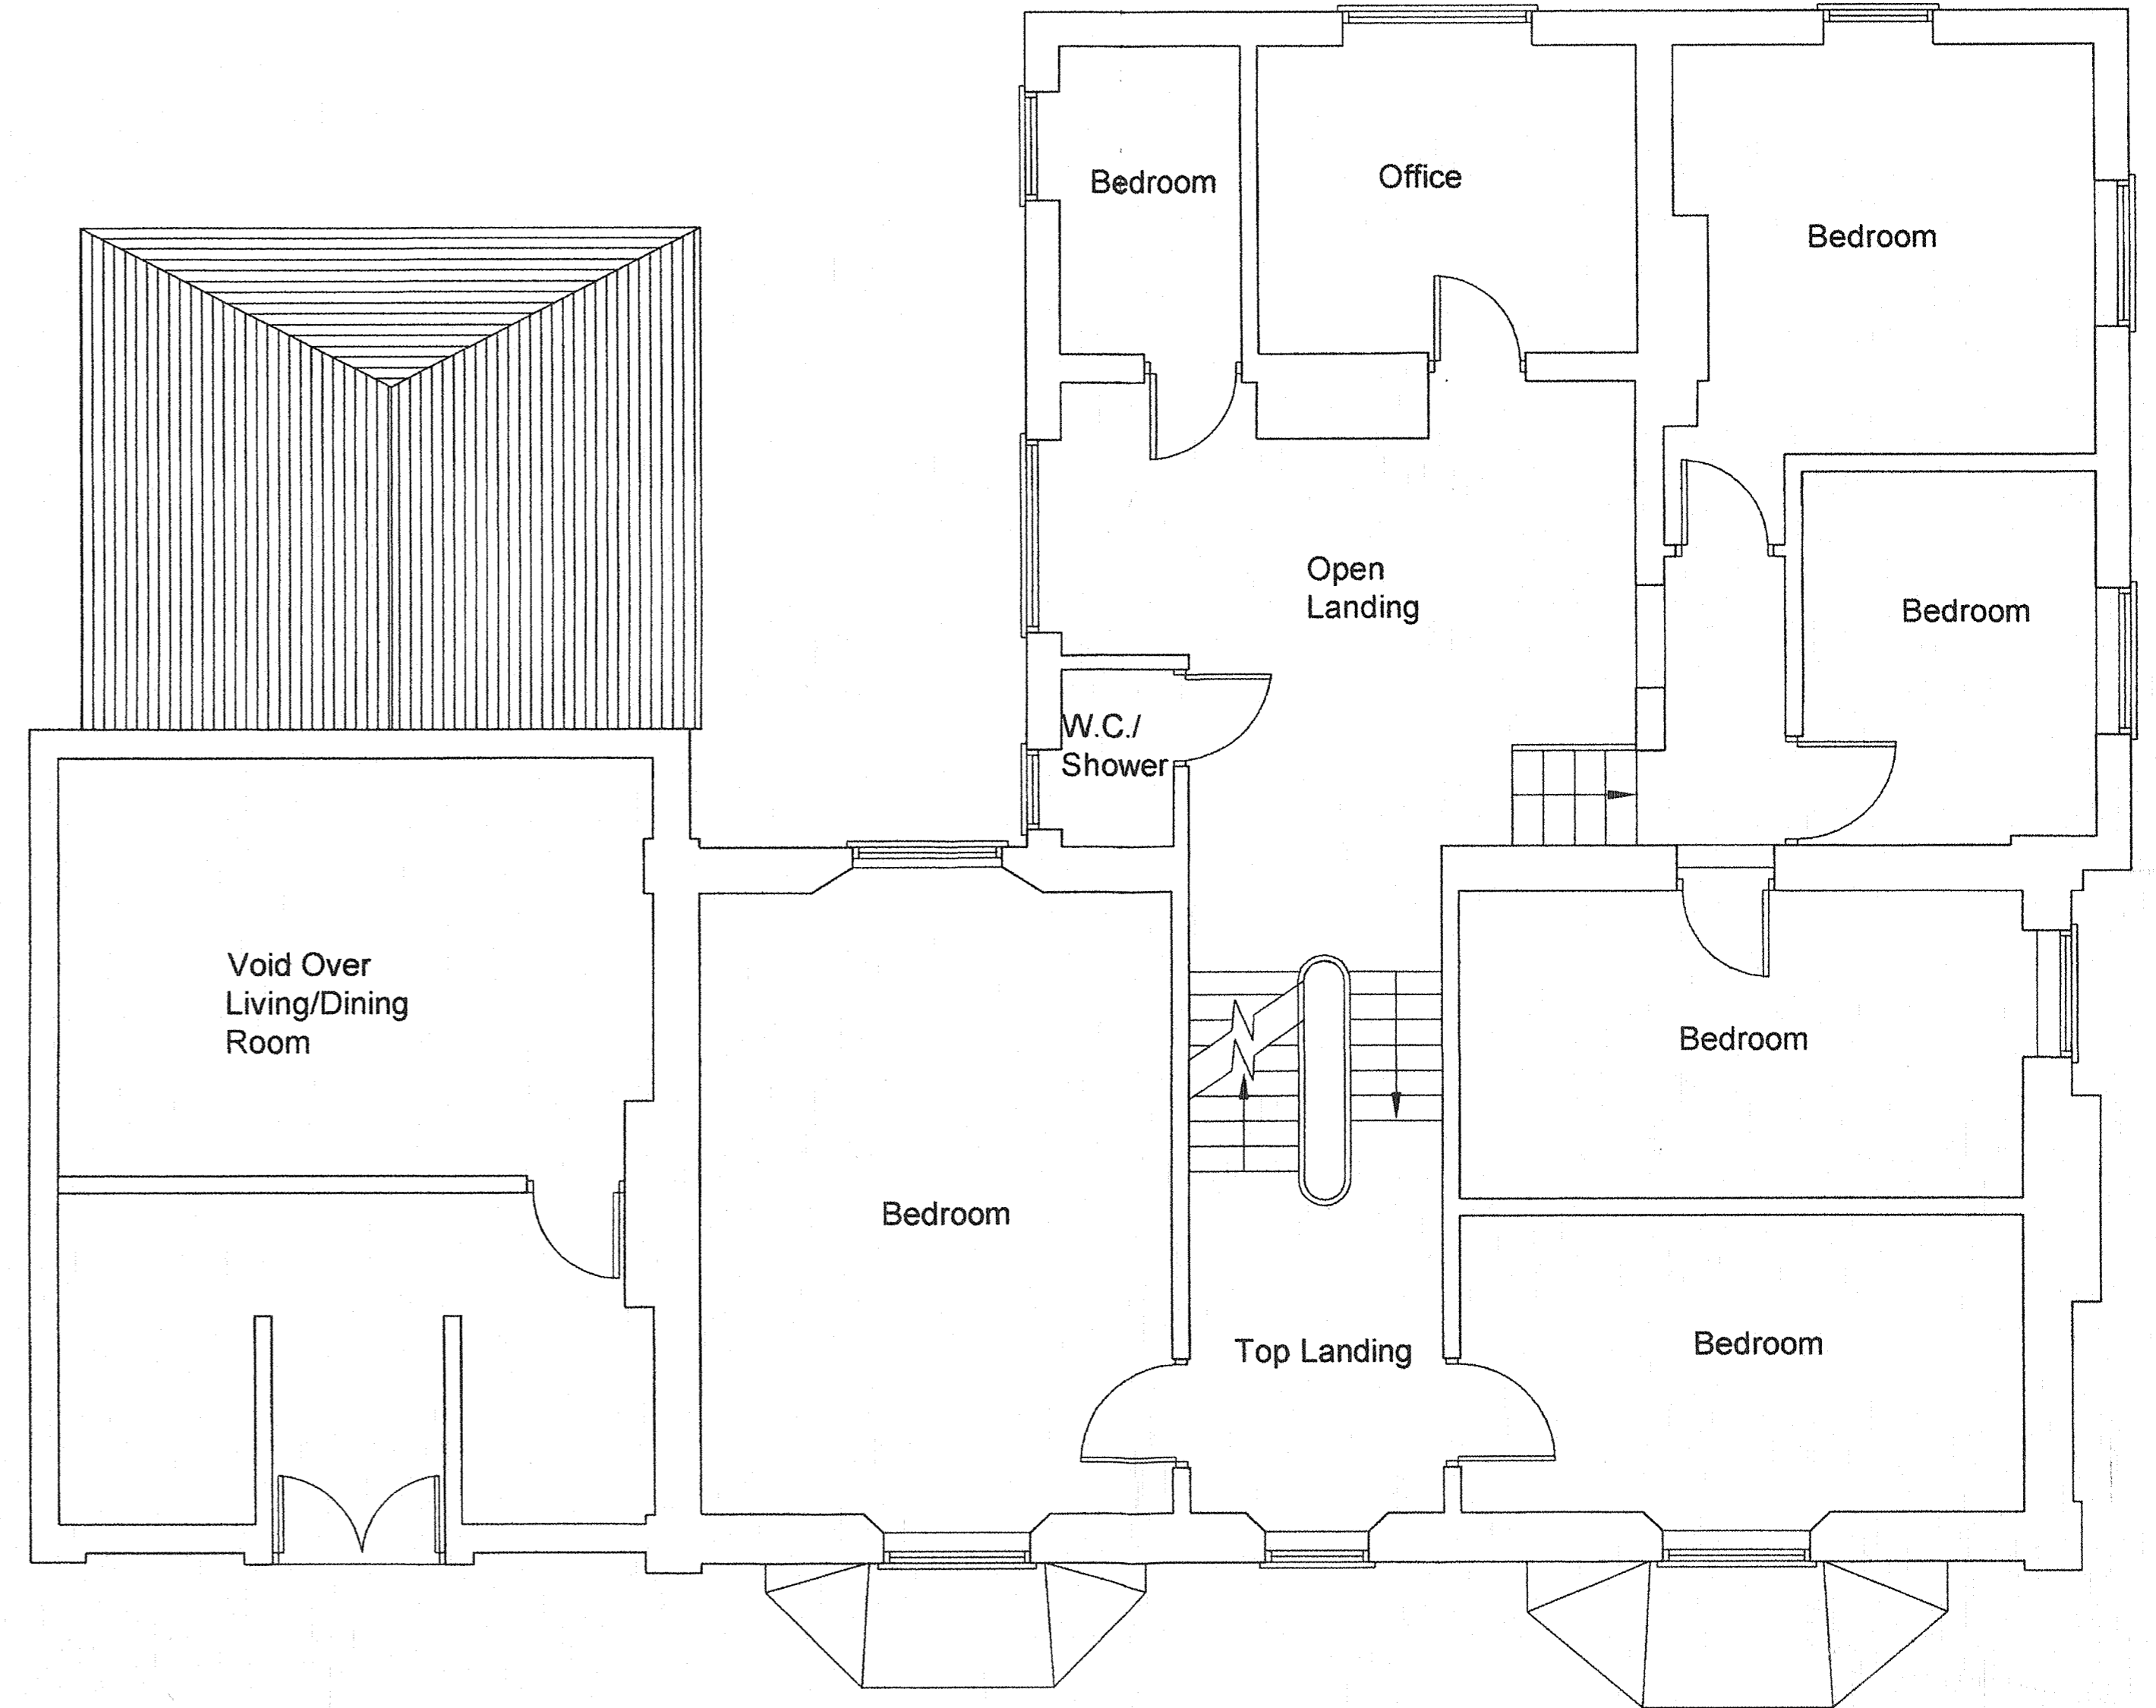 Bedroom
Office
Bedroom
Open
Landing
Bedroom
W.C./
Shower
Void Over
Living/Dining
Room
Bedroom
Bedroom
Top Landing
Bedroom